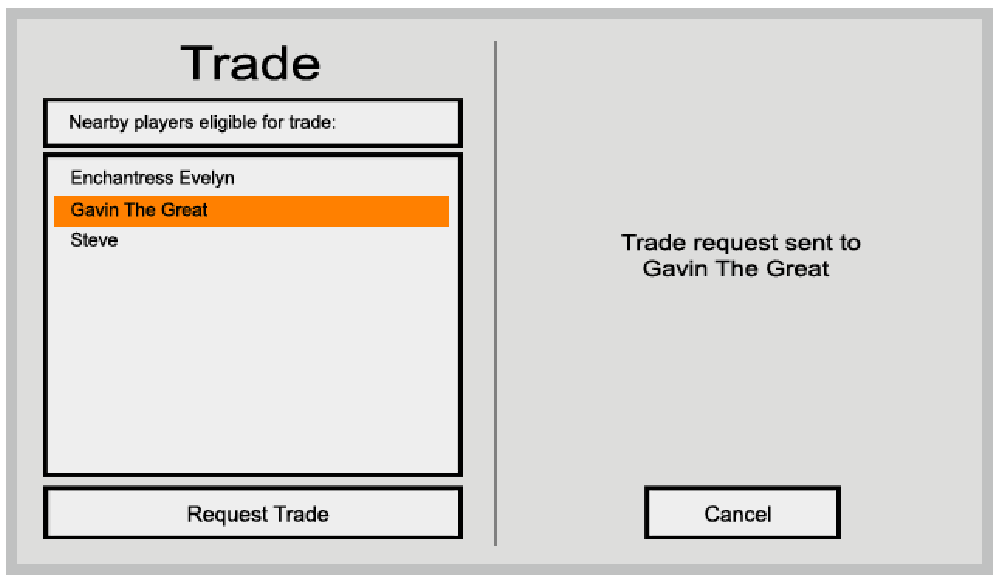 Trade
Nearby players eligible for trade:
Enchantress Evelyn
Gavin The Great
Steve
Request Trade
Trade request sent to
Gavin The Great
Cancel